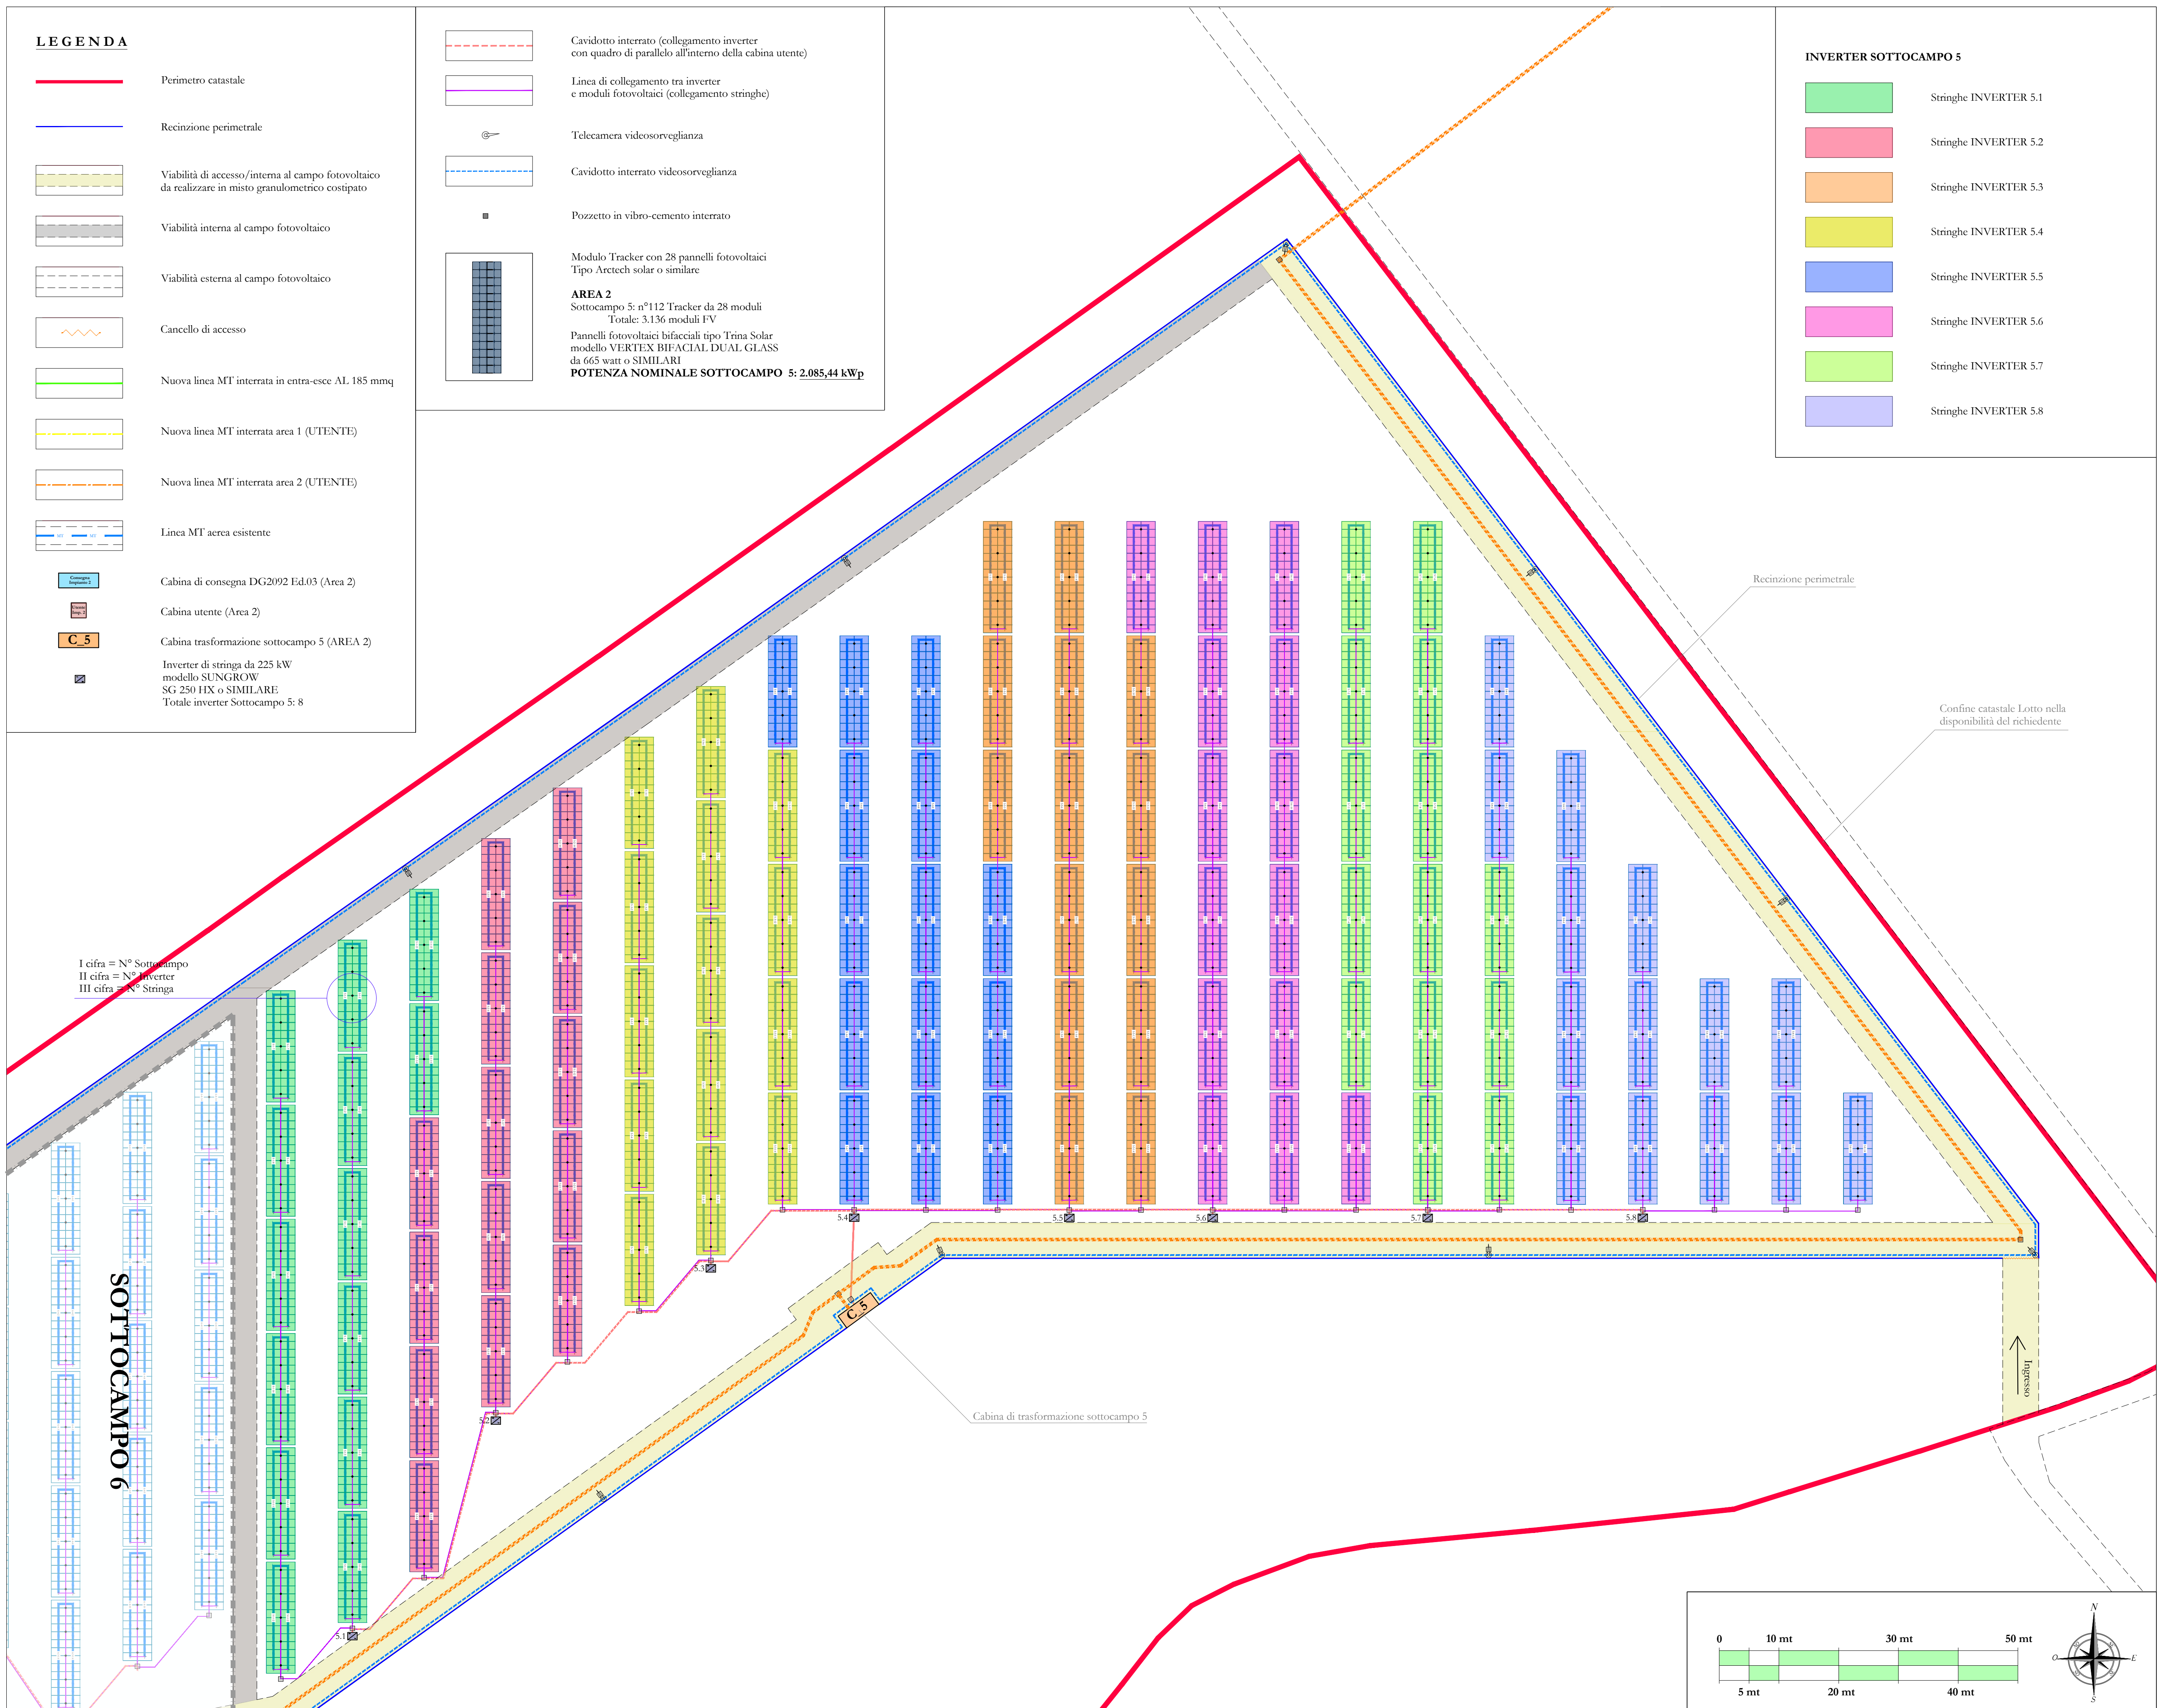 LEGENDA
Perimetro catastale
Recinzione perimetrale
Viabilità di accesso/interna al campo fotovoltaico
da realizzare in misto granulometrico costipato
Viabilità interna al campo fotovoltaico
Viabilità esterna al campo fotovoltaico
Cancello di accesso
Nuova linea MT interrata in entra-esce AL 185 mmq
Nuova linea MT interrata area 1 (UTENTE)
Nuova linea MT interrata area 2 (UTENTE)
Linea MT aerea esistente
Consegna
Impianto 2
Cabina di consegna DG2092 Ed.03 (Area 2)
Utente
Imp. 2
Cabina utente (Area 2)
C_5
Cabina trasformazione sottocampo 5 (AREA 2)
Inverter di stringa da 225 kW
modello SUNGROW
SG 250 HX o SIMILARE
Totale inverter Sottocampo 5: 8
Cavidotto interrato (collegamento inverter
con quadro di parallelo all'interno della cabina utente)
Linea di collegamento tra inverter
e moduli fotovoltaici (collegamento stringhe)
Telecamera videosorveglianza
Cavidotto interrato videosorveglianza
Pozzetto in vibro-cemento interrato
Modulo Tracker con 28 pannelli fotovoltaici
Tipo Arctech solar o similare
AREA 2
Sottocampo 5: n°112 Tracker da 28 moduli
Totale: 3.136 moduli FV
Pannelli fotovoltaici bifacciali tipo Trina Solar
modello VERTEX BIFACIAL DUAL GLASS
da 665 watt o SIMILARI
POTENZA NOMINALE SOTTOCAMPO 5: 2.085,44 kWp
INVERTER SOTTOCAMPO 5
Stringhe INVERTER 5.1
Stringhe INVERTER 5.2
Stringhe INVERTER 5.3
Stringhe INVERTER 5.4
Stringhe INVERTER 5.5
Stringhe INVERTER 5.6
Stringhe INVERTER 5.7
Stringhe INVERTER 5.8
Recinzione perimetrale
Confine catastale Lotto nella
disponibilità del richiedente
I cifra = N° Sottocampo
II cifra = N° Inverter
III cifra = N° Stringa
5.4
5.5
5.6
5.7
5.8
5.3
C_5
SOTTOCAMPO 6
Ingresso
Cabina di trasformazione sottocampo 5
5.2
5.1
0
10 mt
30 mt
50 mt
5 mt
20 mt
40 mt
N
O
E
S